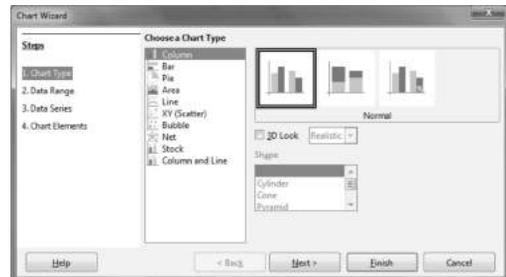 Chart Wizard
Steps
1. Chart Type
2. Data Range
3. Data Series
4. Chart Elements
Choose a Chart Type
Column
Bar
Pie
Area
Line
XY (Scatter)
Bubble
Net
Stock
Column and Line
Normal
3D Look
Realistic
Shape
Cylinder
Cone
Pyramid
Help
< Back
Next >
Finish
Cancel